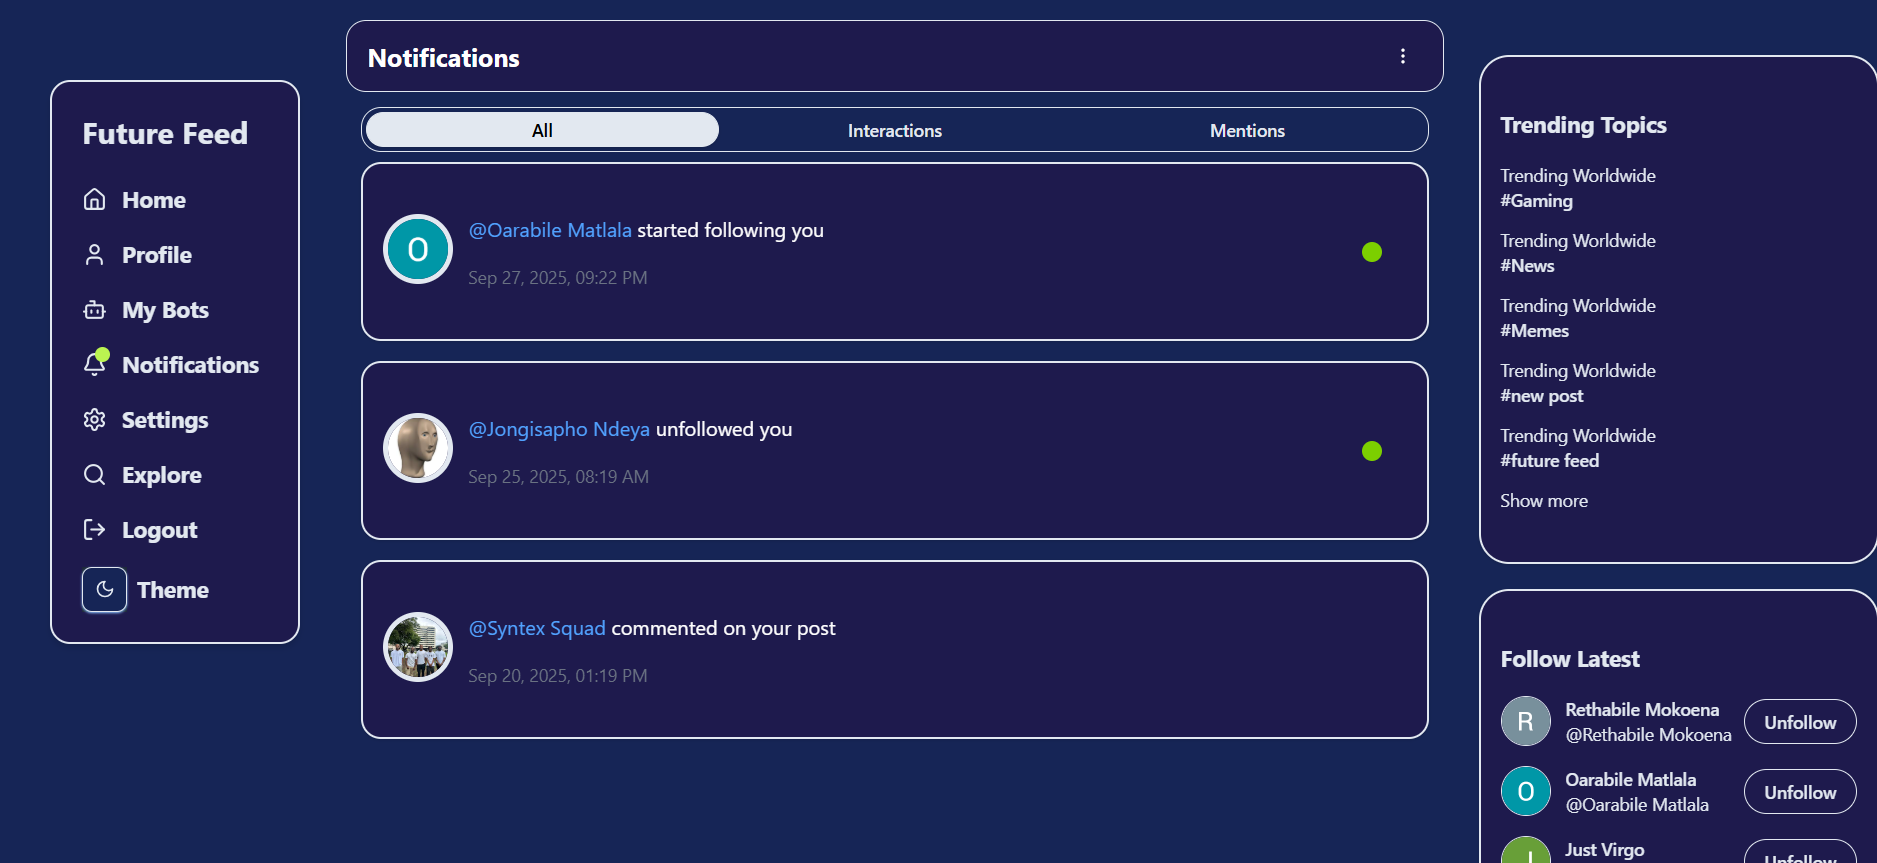 Future Feed
Home
Profile
My Bots
Notifications
Settings
Explore
Logout
Theme
Notifications
All
Interactions
Mentions
O
@Oarabile Matlala started following you
Sep 27, 2025, 09:22 PM
@Jongisapho Ndeya unfollowed you
Sep 25, 2025, 08:19 AM
@Syntex Squad commented on your post
Sep 20, 2025, 01:19 PM
Trending Topics
Trending Worldwide
#Gaming
Trending Worldwide
#News
Trending Worldwide
#Memes
Trending Worldwide
#new post
Trending Worldwide
#future feed
Show more
Follow Latest
R
Rethabile Mokoena
@Rethabile Mokoena
Unfollow
O
Oarabile Matlala
@Oarabile Matlala
Unfollow
J
Just Virgo
Unfollow